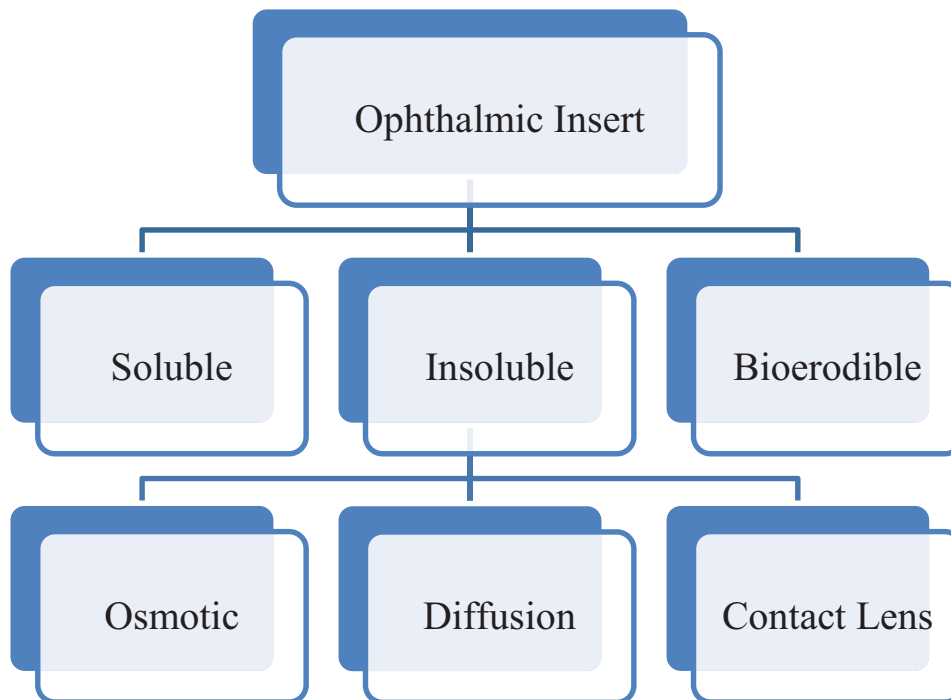 Ophthalmic Insert
Soluble
Insoluble
Bioerodible
Osmotic
Diffusion
Contact Lens